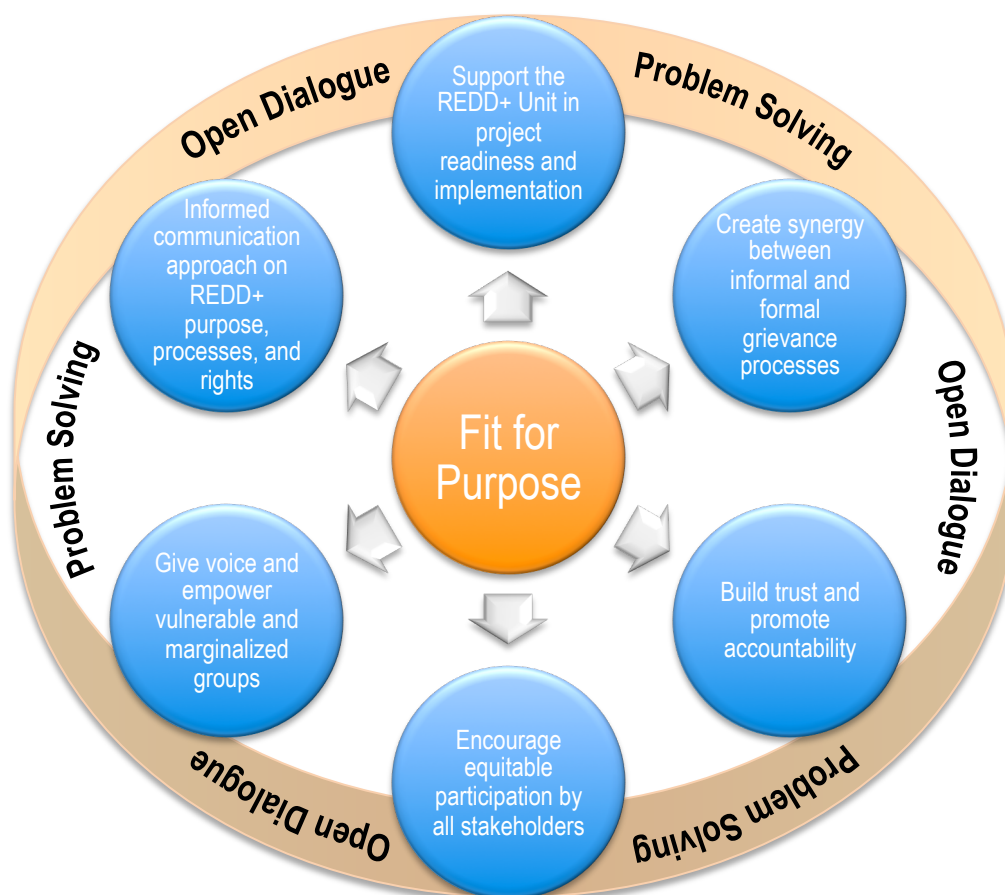 Open Dialogue
Problem Solving
Support the
REDD+ Unit in
project
readiness and
implementation
Informed
communication
approach on
REDD+
purpose,
processes, and
rights
Create synergy
between
informal and
formal
grievance
processes
Problem Solving
Fit for
Purpose
Open Dialogue
Give voice and
empower
vulnerable and
marginalized
groups
Build trust and
promote
accountability
Encourage
equitable
participation by
all stakeholders
Open Dialogue
Problem Solving